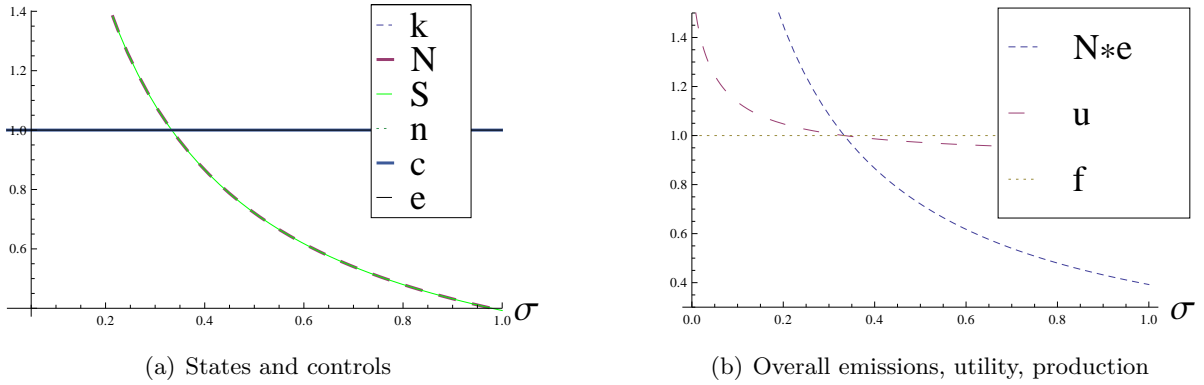 1.4
1.2
1.0
0.8
0.6
0.2 0.4 0.6 0.8 1.0 σ
k
N
S
n
c
e
(a) States and controls
1.4
1.2
1.0
0.8
0.6
0.4
0.0 0.2 0.4 0.6 0.8 1.0 σ
N*e
u
f
(b) Overall emissions, utility, production